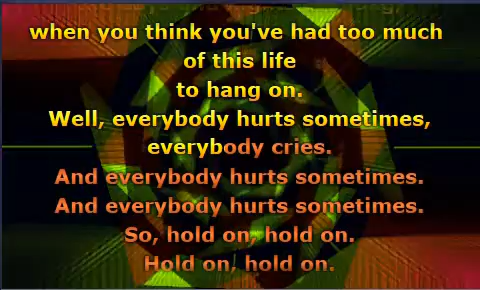 when you think you've had too much
of this life
to hang on.
Well, everybody hurts sometimes,
everybody cries.
And everybody hurts sometimes.
And everybody hurts sometimes.
So, hold on, hold on.
Hold on, hold on.